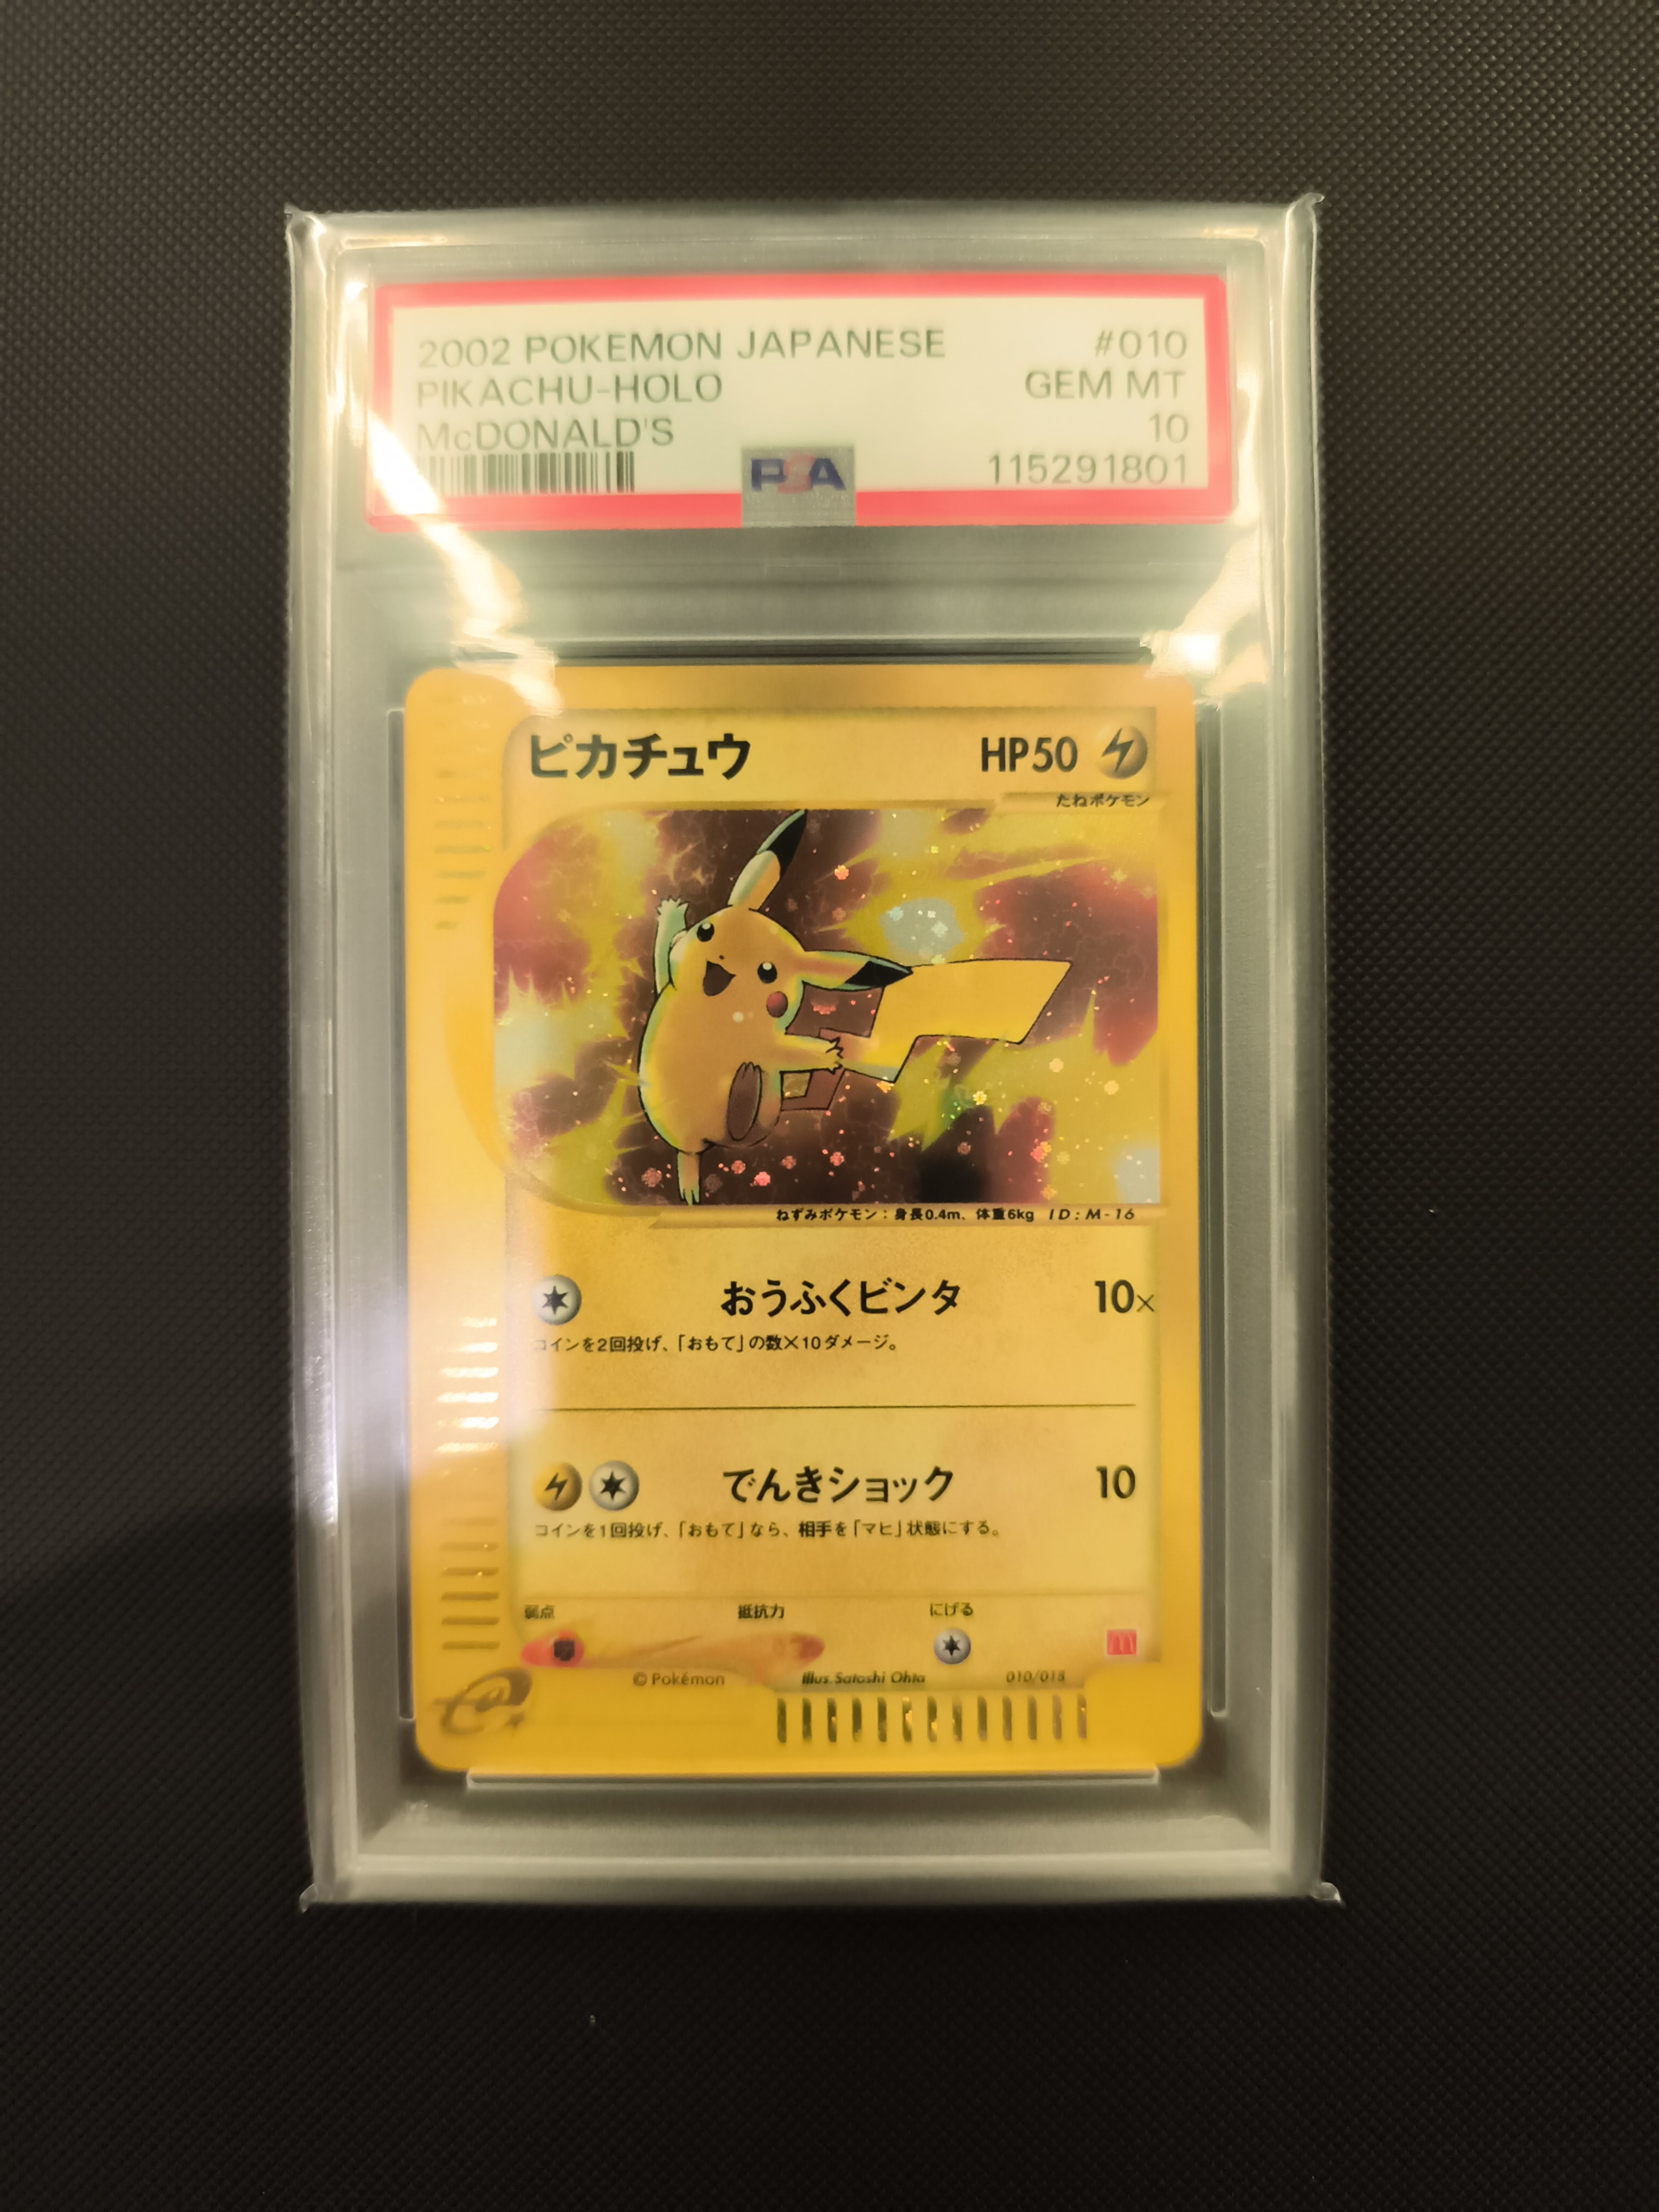 2002 POKEMON JAPANESE #010
PIKACHU-HOLO GEM MT
McDONALD'S 10
PSA 115291801
ピカチュウ HP50
たねポケモン
ねずみポケモン：身長0.4m、体重6kg ID:M-16
おうふくビンタ 10×
コインを2回投げ、「おもて」の数×10ダメージ。
でんきショック 10
コインを1回投げ、「おもて」なら、相手を「マヒ」状態にする。
弱点 抵抗力 にげる
© Pokémon Illus. Satoshi Ohta 010/018